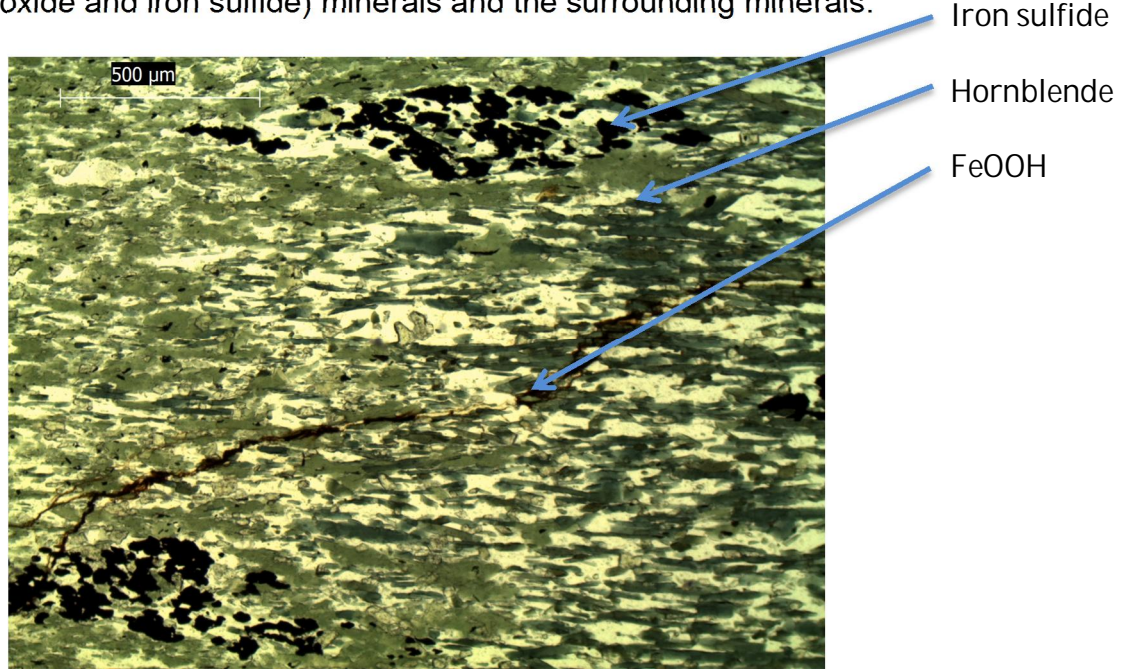 oxide and iron sulfide) minerals and the surrounding minerals.
Iron sulfide
500 µm
Hornblende
FeOOH